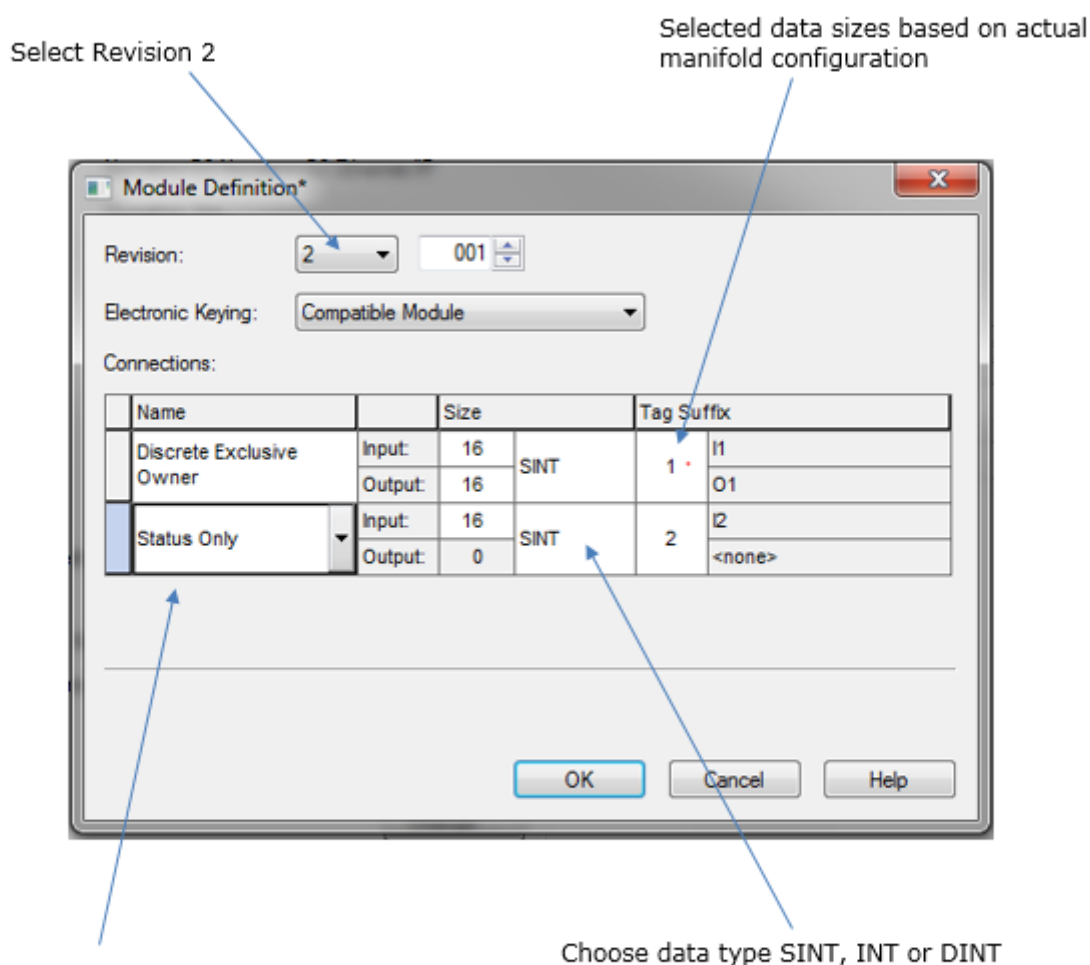 Selected data sizes based on actual
manifold configuration
Select Revision 2
Module Definition*
Revision: 2 001
Electronic Keying: Compatible Module
Connections:
Name Size Tag Suffix
Discrete Exclusive Owner Input: 16 SINT 1 * I1
Output: 16 O1
Status Only Input: 16 SINT 2 I2
Output: 0 <none>
OK Cancel Help
Choose data type SINT, INT or DINT